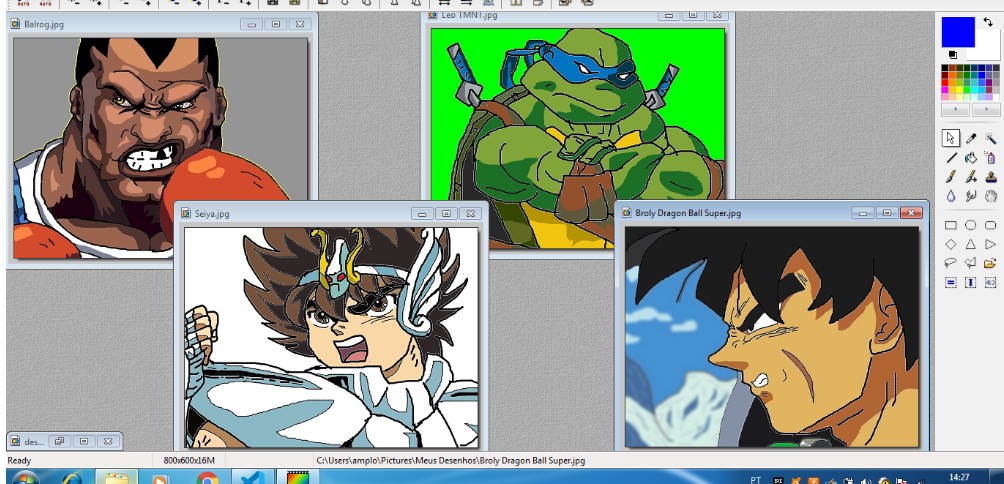 Balrog.jpg
Leo TMNT.jpg
Seiya.jpg
Broly Dragon Ball Super.jpg
des...
Ready
800x600x16M
C:\Users\amplo\Pictures\Meus Desenhos\Broly Dragon Ball Super.jpg
PT
14:27